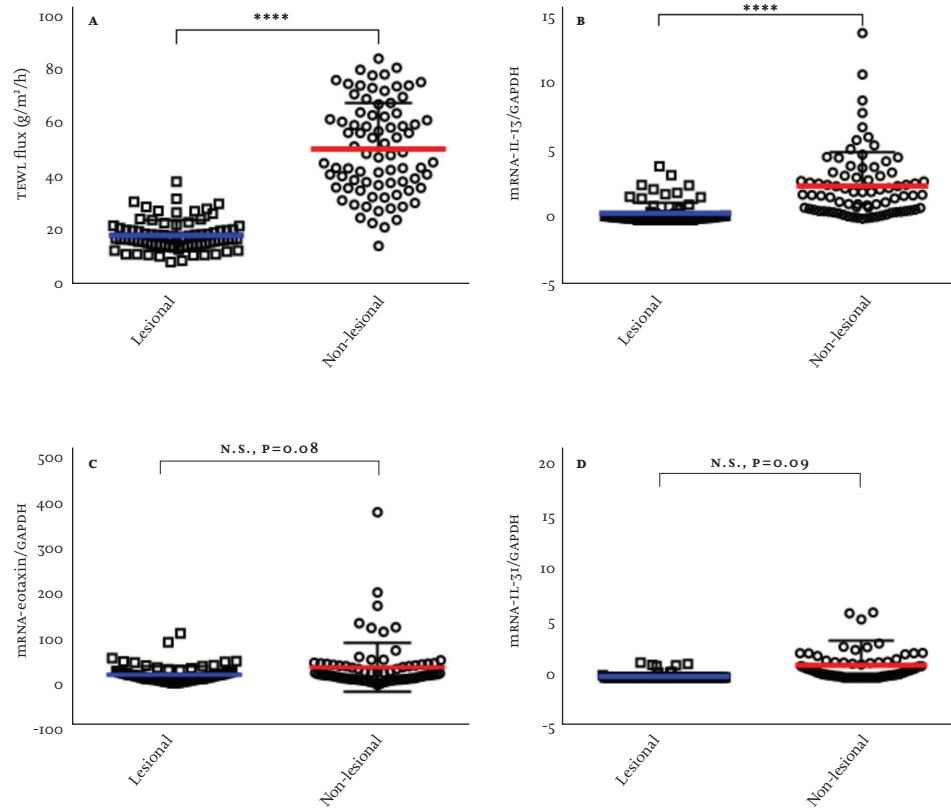 A
****
TEWL flux (g/m²/h)
100
80
60
40
20
0
Lesional
Non-lesional
B
****
mRNA-IL-13/GAPDH
15
10
5
0
-5
Lesional
Non-lesional
C
N.S., P=0.08
mRNA-eotaxin/GAPDH
500
400
300
200
100
0
-100
Lesional
Non-lesional
D
N.S., P=0.09
mRNA-IL-31/GAPDH
20
15
10
5
0
-5
Lesional
Non-lesional